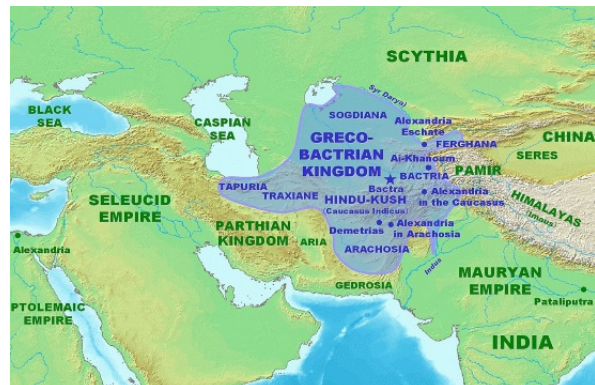 SCYTHIA
BLACK
SEA
CASPIAN
SEA
Syr Darya
SOGDIANA
Alexandria
Eschate
FERGHANA
CHINA
SERES
GRECO-
BACTRIAN
KINGDOM
Ai-Khanoum
BACTRIA
PAMIR
Bactra
TAPURIA
TRAXIANE
HINDU-KUSH
(Caucasus Indicus)
Alexandria
in the Caucasus
HIMALAYAS
(Imaus)
SELEUCID
EMPIRE
PARTHIAN
KINGDOM
ARIA
Demetrias
Alexandria
in Arachosia
ARACHOSIA
Indus
GEDROSIA
Alexandria
PTOLEMAIC
EMPIRE
MAURYAN
EMPIRE
Pataliputra
INDIA